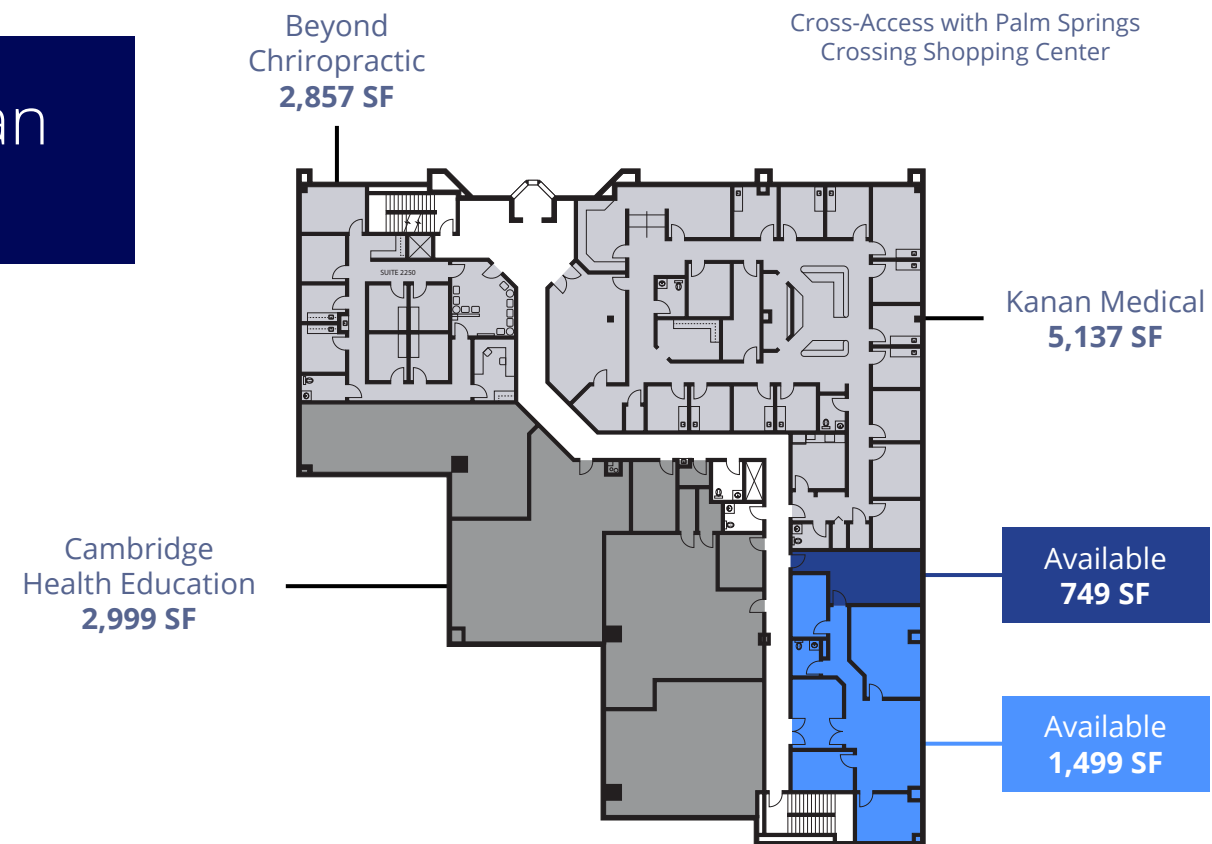 an
Beyond
Chriropractic
2,857 SF
Cross-Access with Palm Springs
Crossing Shopping Center
SUITE 2250
Kanan Medical
5,137 SF
Cambridge
Health Education
2,999 SF
Available
749 SF
Available
1,499 SF